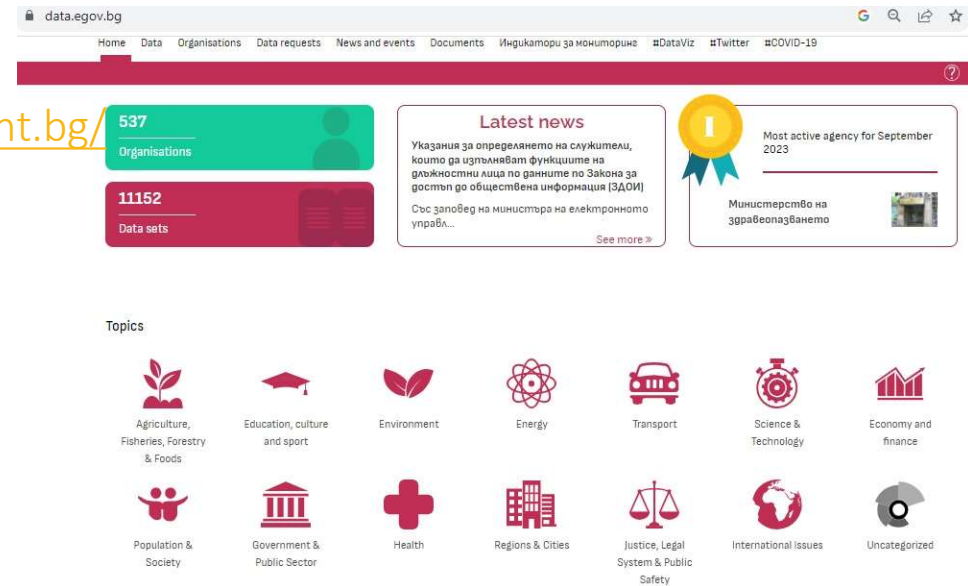 data.egov.bg
Home Data Organisations Data requests News and events Documents Индикатори за мониторинг #DataViz #Twitter #COVID-19
nt.bg/
537
Organisations
11152
Data sets
Latest news
Указания за определянето на служители,
които да изпълняват функциите на
длъжностни лица по данните по Закона за
достъп до обществена информация (ЗДОИ)
Със заповед на министъра на електронното
управл...
See more »
I
Most active agency for September
2023
Министерство на
здравеопазването
Topics
Agriculture,
Fisheries, Forestry
& Foods
Education, culture
and sport
Environment
Energy
Transport
Science &
Technology
Economy and
finance
Population &
Society
Government &
Public Sector
Health
Regions & Cities
Justice, Legal
System & Public
Safety
International Issues
Uncategorized